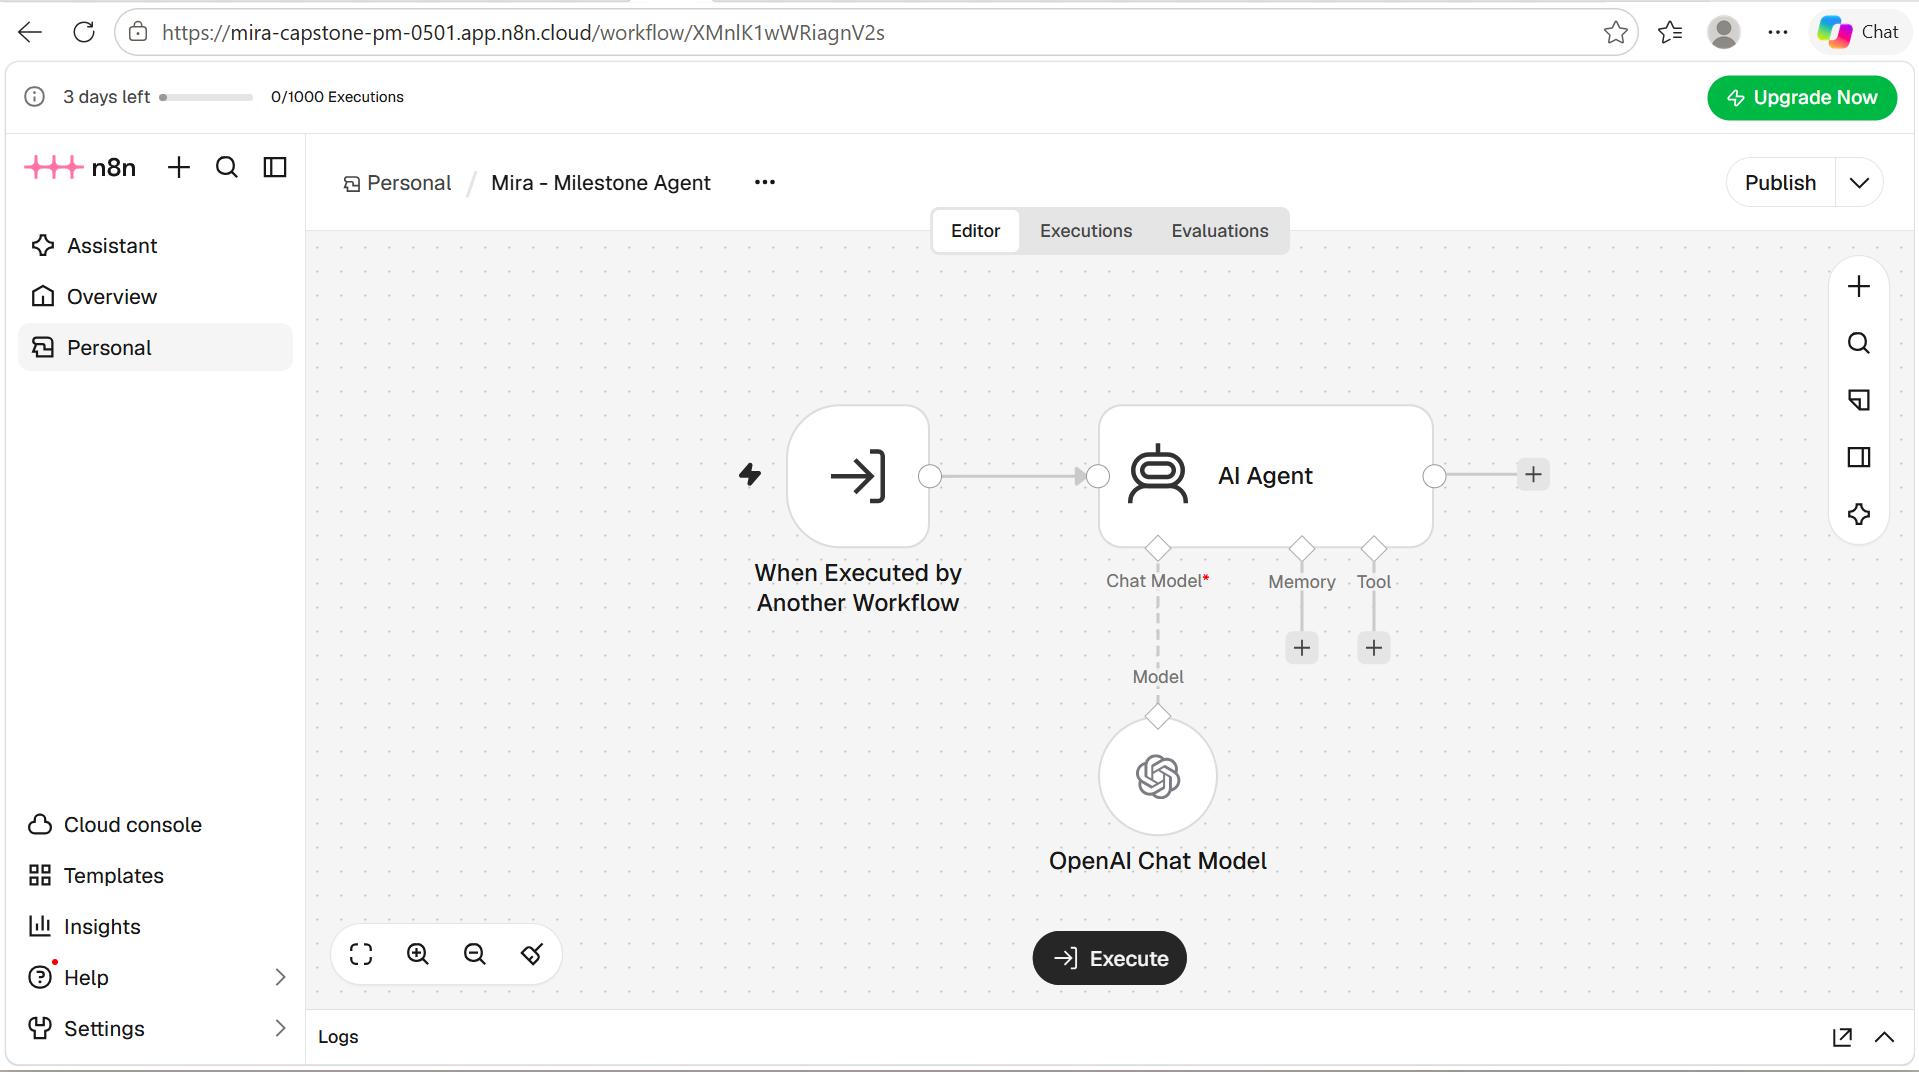 https://mira-capstone-pm-0501.app.n8n.cloud/workflow/XMnlK1wWRiagnV2s
Chat
3 days left
0/1000 Executions
Upgrade Now
n8n
Personal / Mira - Milestone Agent
Publish
Editor
Executions
Evaluations
Assistant
Overview
Personal
AI Agent
When Executed by
Another Workflow
Chat Model*
Memory
Tool
Model
OpenAI Chat Model
Cloud console
Templates
Insights
Help
Settings
Execute
Logs